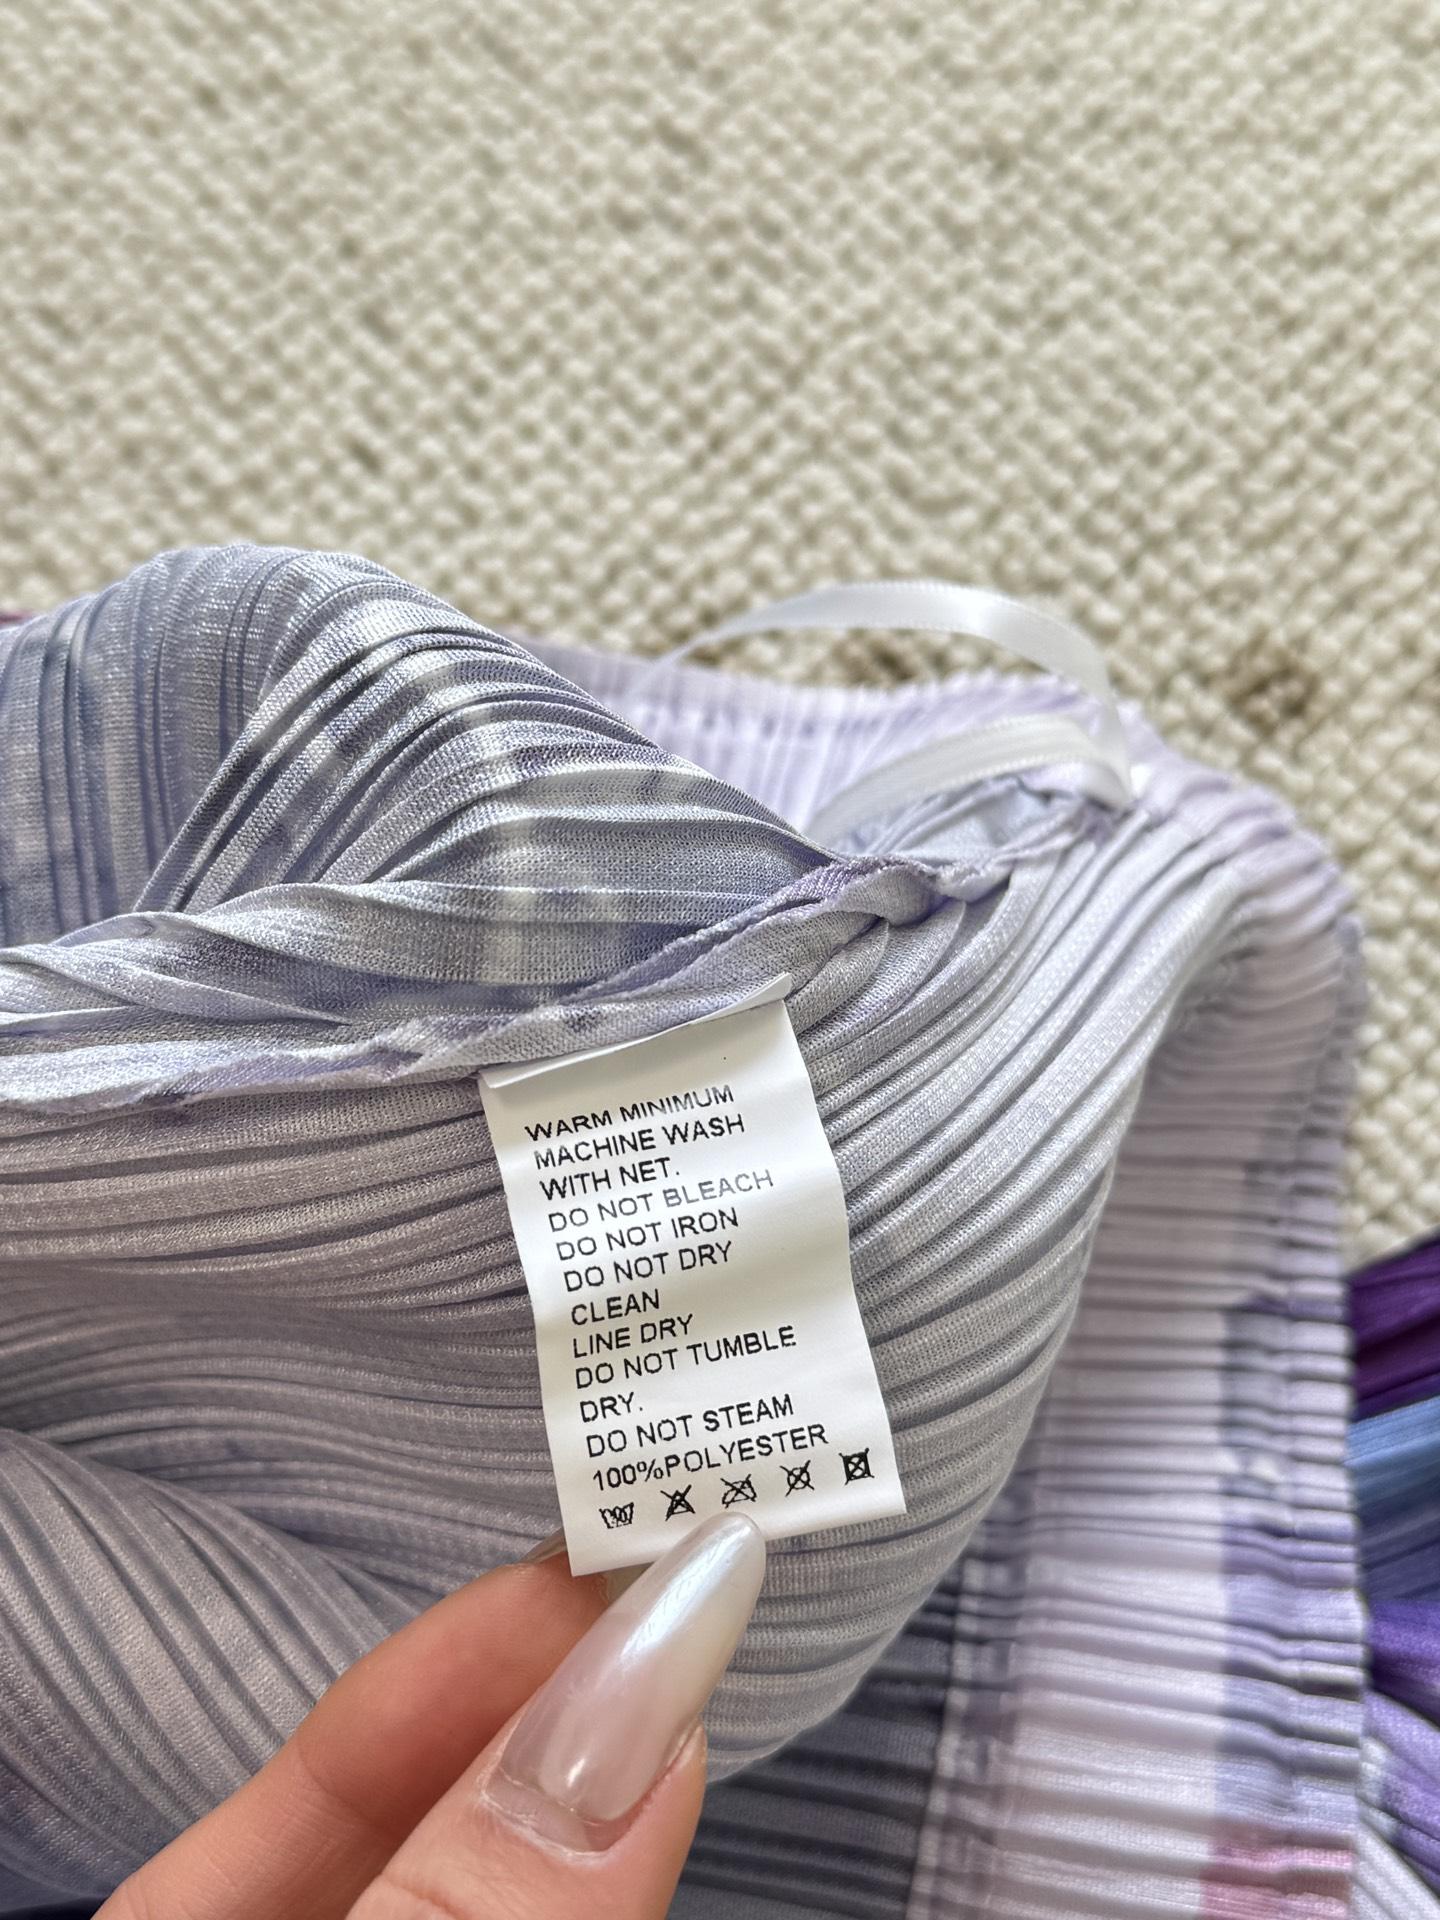 WARM MINIMUM
MACHINE WASH
WITH NET.
DO NOT BLEACH
DO NOT IRON
DO NOT DRY
CLEAN
LINE DRY
DO NOT TUMBLE
DRY.
DO NOT STEAM
100%POLYESTER